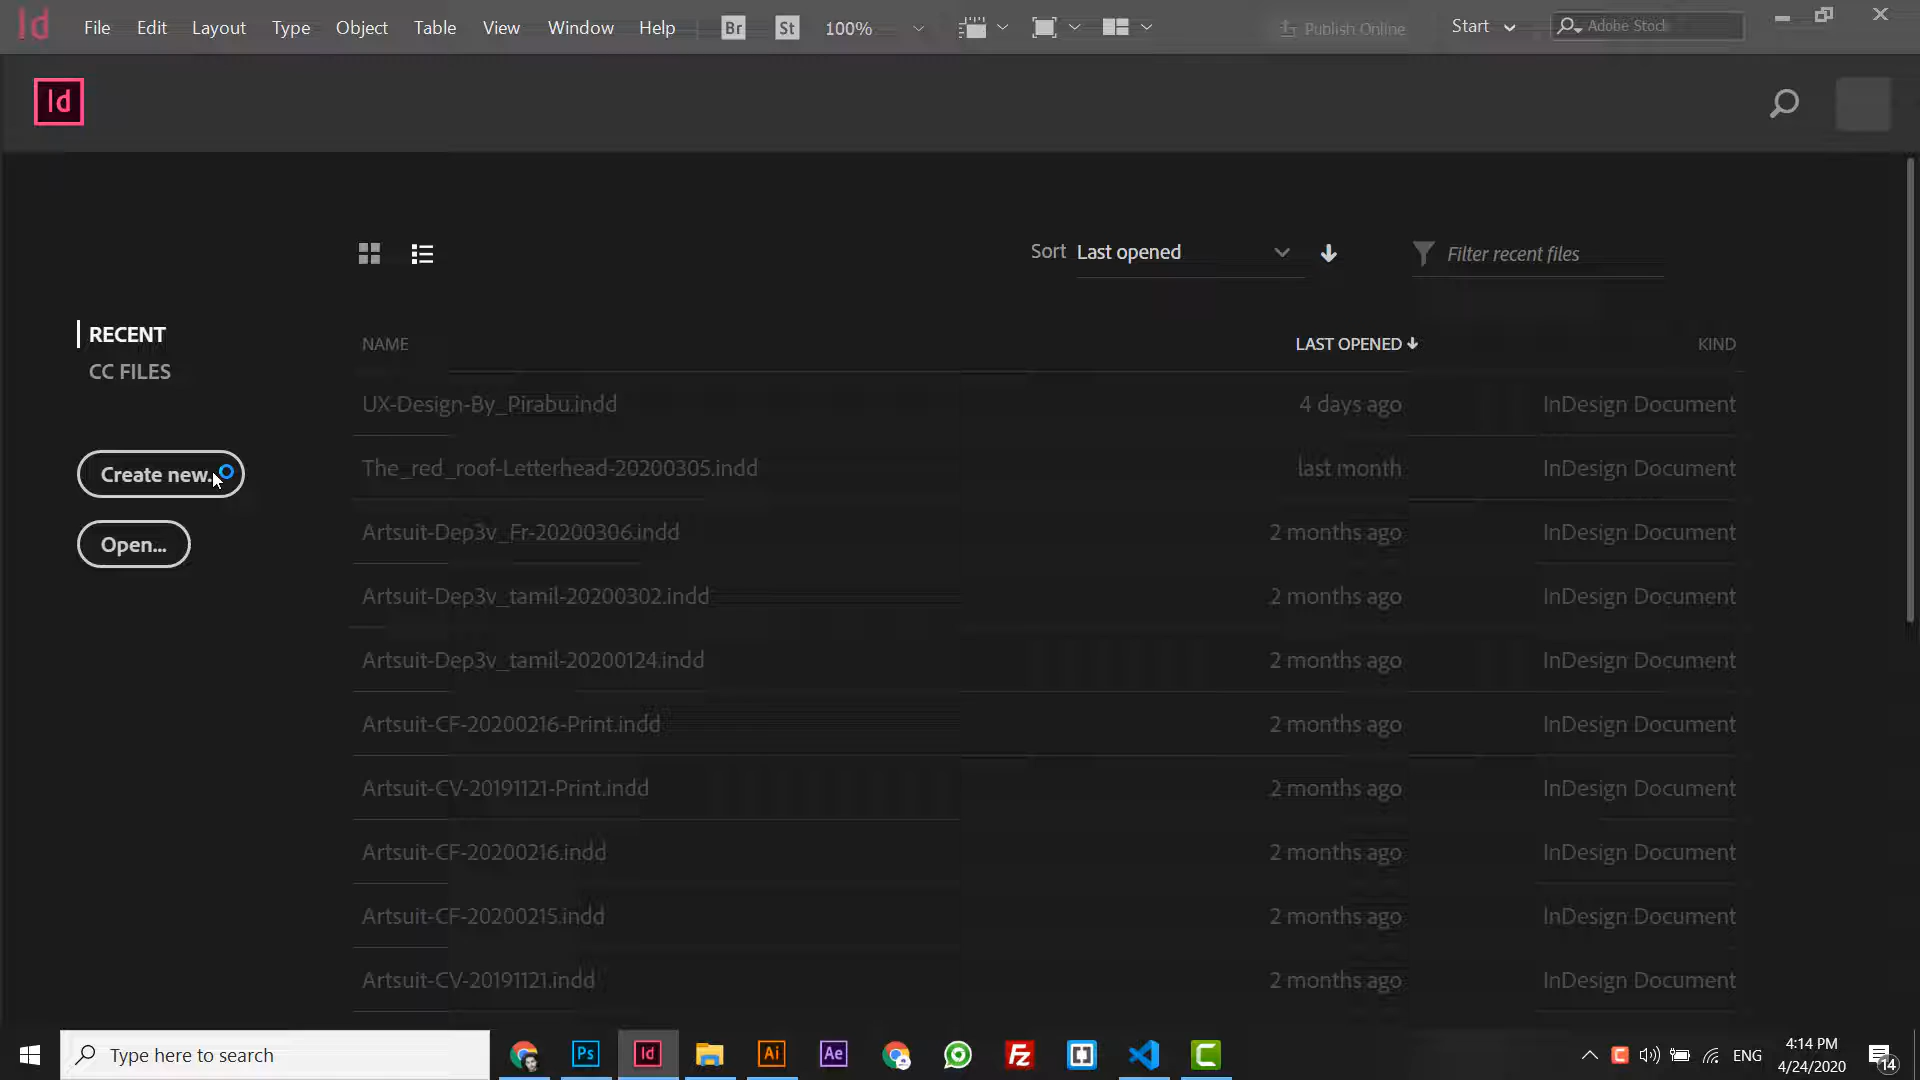 Id File Edit Layout Type Object Table View Window Help Br St 100% Publish Online Start Adobe Stock
Id
Sort Last opened Filter recent files
RECENT
CC FILES
Create new...
Open...
NAME LAST OPENED KIND
UX-Design-By_Pirabu.indd 4 days ago InDesign Document
The_red_roof-Letterhead-20200305.indd last month InDesign Document
Artsuit-Dep3v_Fr-20200306.indd 2 months ago InDesign Document
Artsuit-Dep3v_tamil-20200302.indd 2 months ago InDesign Document
Artsuit-Dep3v_tamil-20200124.indd 2 months ago InDesign Document
Artsuit-CF-20200216-Print.indd 2 months ago InDesign Document
Artsuit-CV-20191121-Print.indd 2 months ago InDesign Document
Artsuit-CF-20200216.indd 2 months ago InDesign Document
Artsuit-CF-20200215.indd 2 months ago InDesign Document
Artsuit-CV-20191121.indd 2 months ago InDesign Document
Type here to search Ps Id Ai Ae Fz ENG 4:14 PM
4/24/2020 14